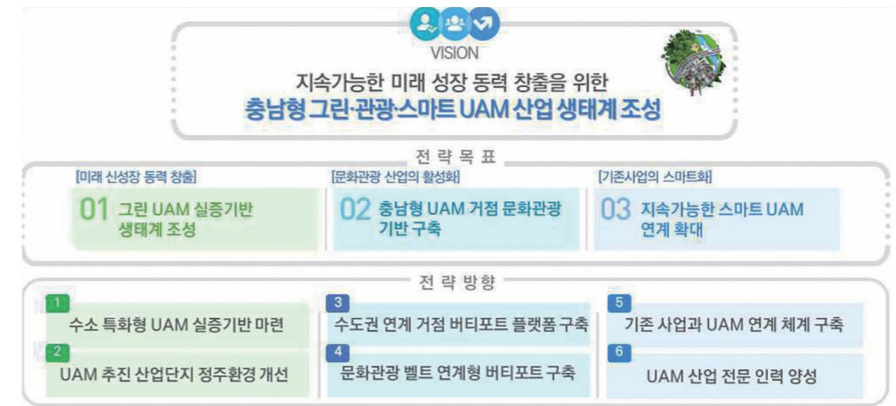 VISION
지속가능한 미래 성장 동력 창출을 위한
충남형 그린·관광·스마트 UAM 산업 생태계 조성
전략목표
[미래 신성장 동력 창출]
01 그린 UAM 실증기반
생태계 조성
[문화관광 산업의 활성화]
02 충남형 UAM 거점 문화관광
기반 구축
[기존사업의 스마트화]
03 지속가능한 스마트 UAM
연계 확대
전략방향
1
수소 특화형 UAM 실증기반 마련
2
UAM 추진 산업단지 정주환경 개선
3
수도권 연계 거점 버티포트 플랫폼 구축
4
문화관광 벨트 연계형 버티포트 구축
5
기존 사업과 UAM 연계 체계 구축
6
UAM 산업 전문 인력 양성